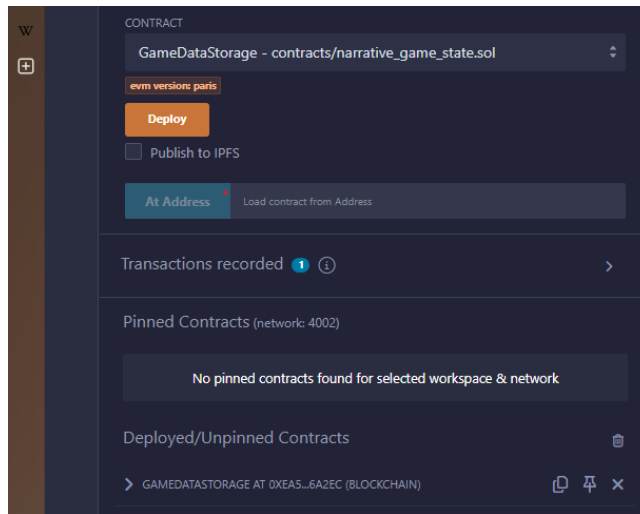 W
CONTRACT
GameDataStorage - contracts/narrative_game_state.sol
evm version: paris
Deploy
Publish to IPFS
At Address
Load contract from Address
Transactions recorded 1 i
Pinned Contracts (network: 4002)
No pinned contracts found for selected workspace & network
Deployed/Unpinned Contracts
GAMEDATASTORAGE AT 0XEA5...6A2EC (BLOCKCHAIN)